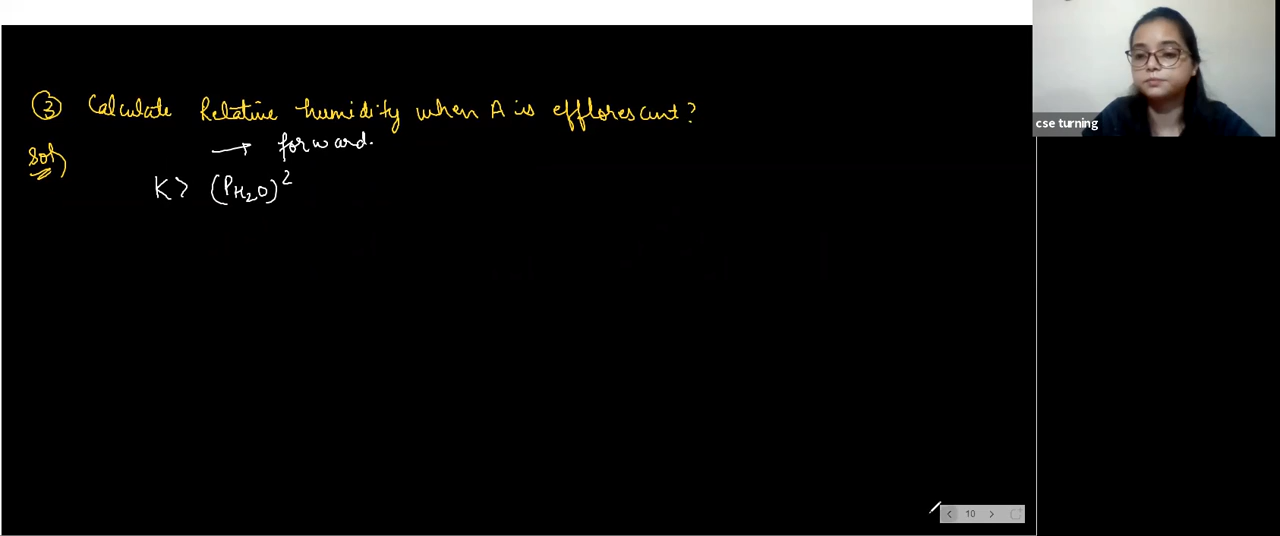 ③ Calculate Relative humidity when A is efflorescent?
Sol
→ forward.
K > (PH₂O)²
cse turning
10